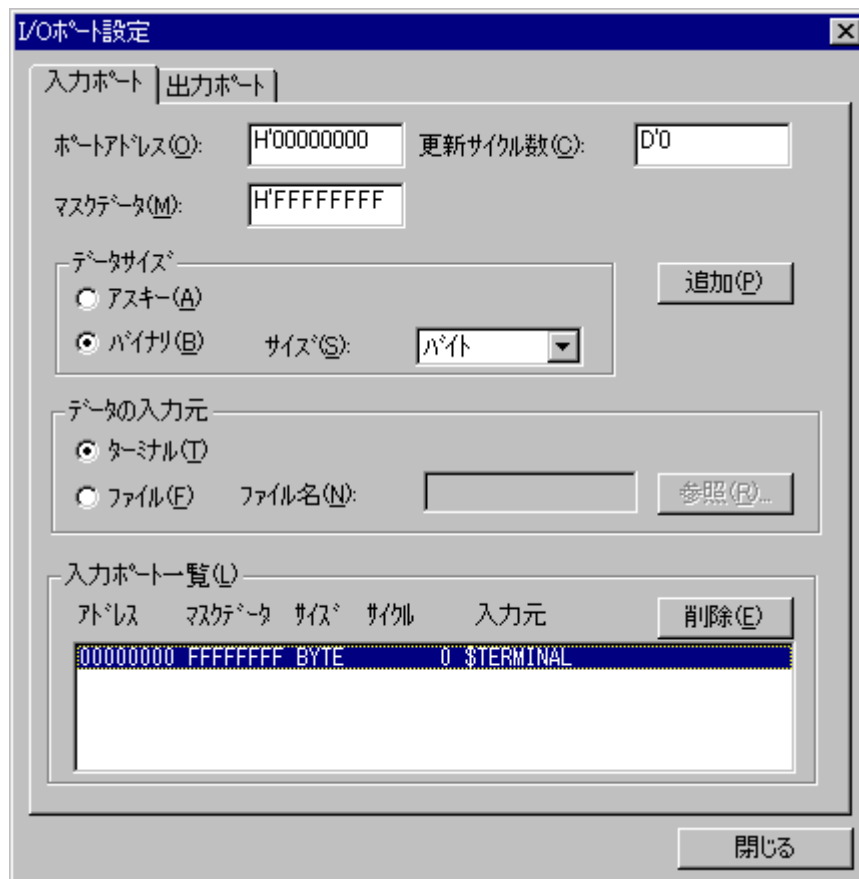 I/Oﾎﾟｰﾄ設定
入力ﾎﾟｰﾄ 出力ﾎﾟｰﾄ
ﾎﾟｰﾄｱﾄﾞﾚｽ(O): H'00000000 更新ｻｲｸﾙ数(C): D'0
ﾏｽｸﾃﾞｰﾀ(M): H'FFFFFFFF
ﾃﾞｰﾀｻｲｽﾞ
ｱｽｷｰ(A)
追加(P)
ﾊﾞｲﾅﾘ(B) ｻｲｽﾞ(S): ﾊﾞｲﾄ
ﾃﾞｰﾀの入力元
ﾀｰﾐﾅﾙ(T)
ﾌｧｲﾙ(F) ﾌｧｲﾙ名(N): 参照(R)...
入力ﾎﾟｰﾄ一覧(L)
ｱﾄﾞﾚｽ ﾏｽｸﾃﾞｰﾀ ｻｲｽﾞ ｻｲｸﾙ 入力元 削除(E)
00000000 FFFFFFFF BYTE 0 $TERMINAL
閉じる